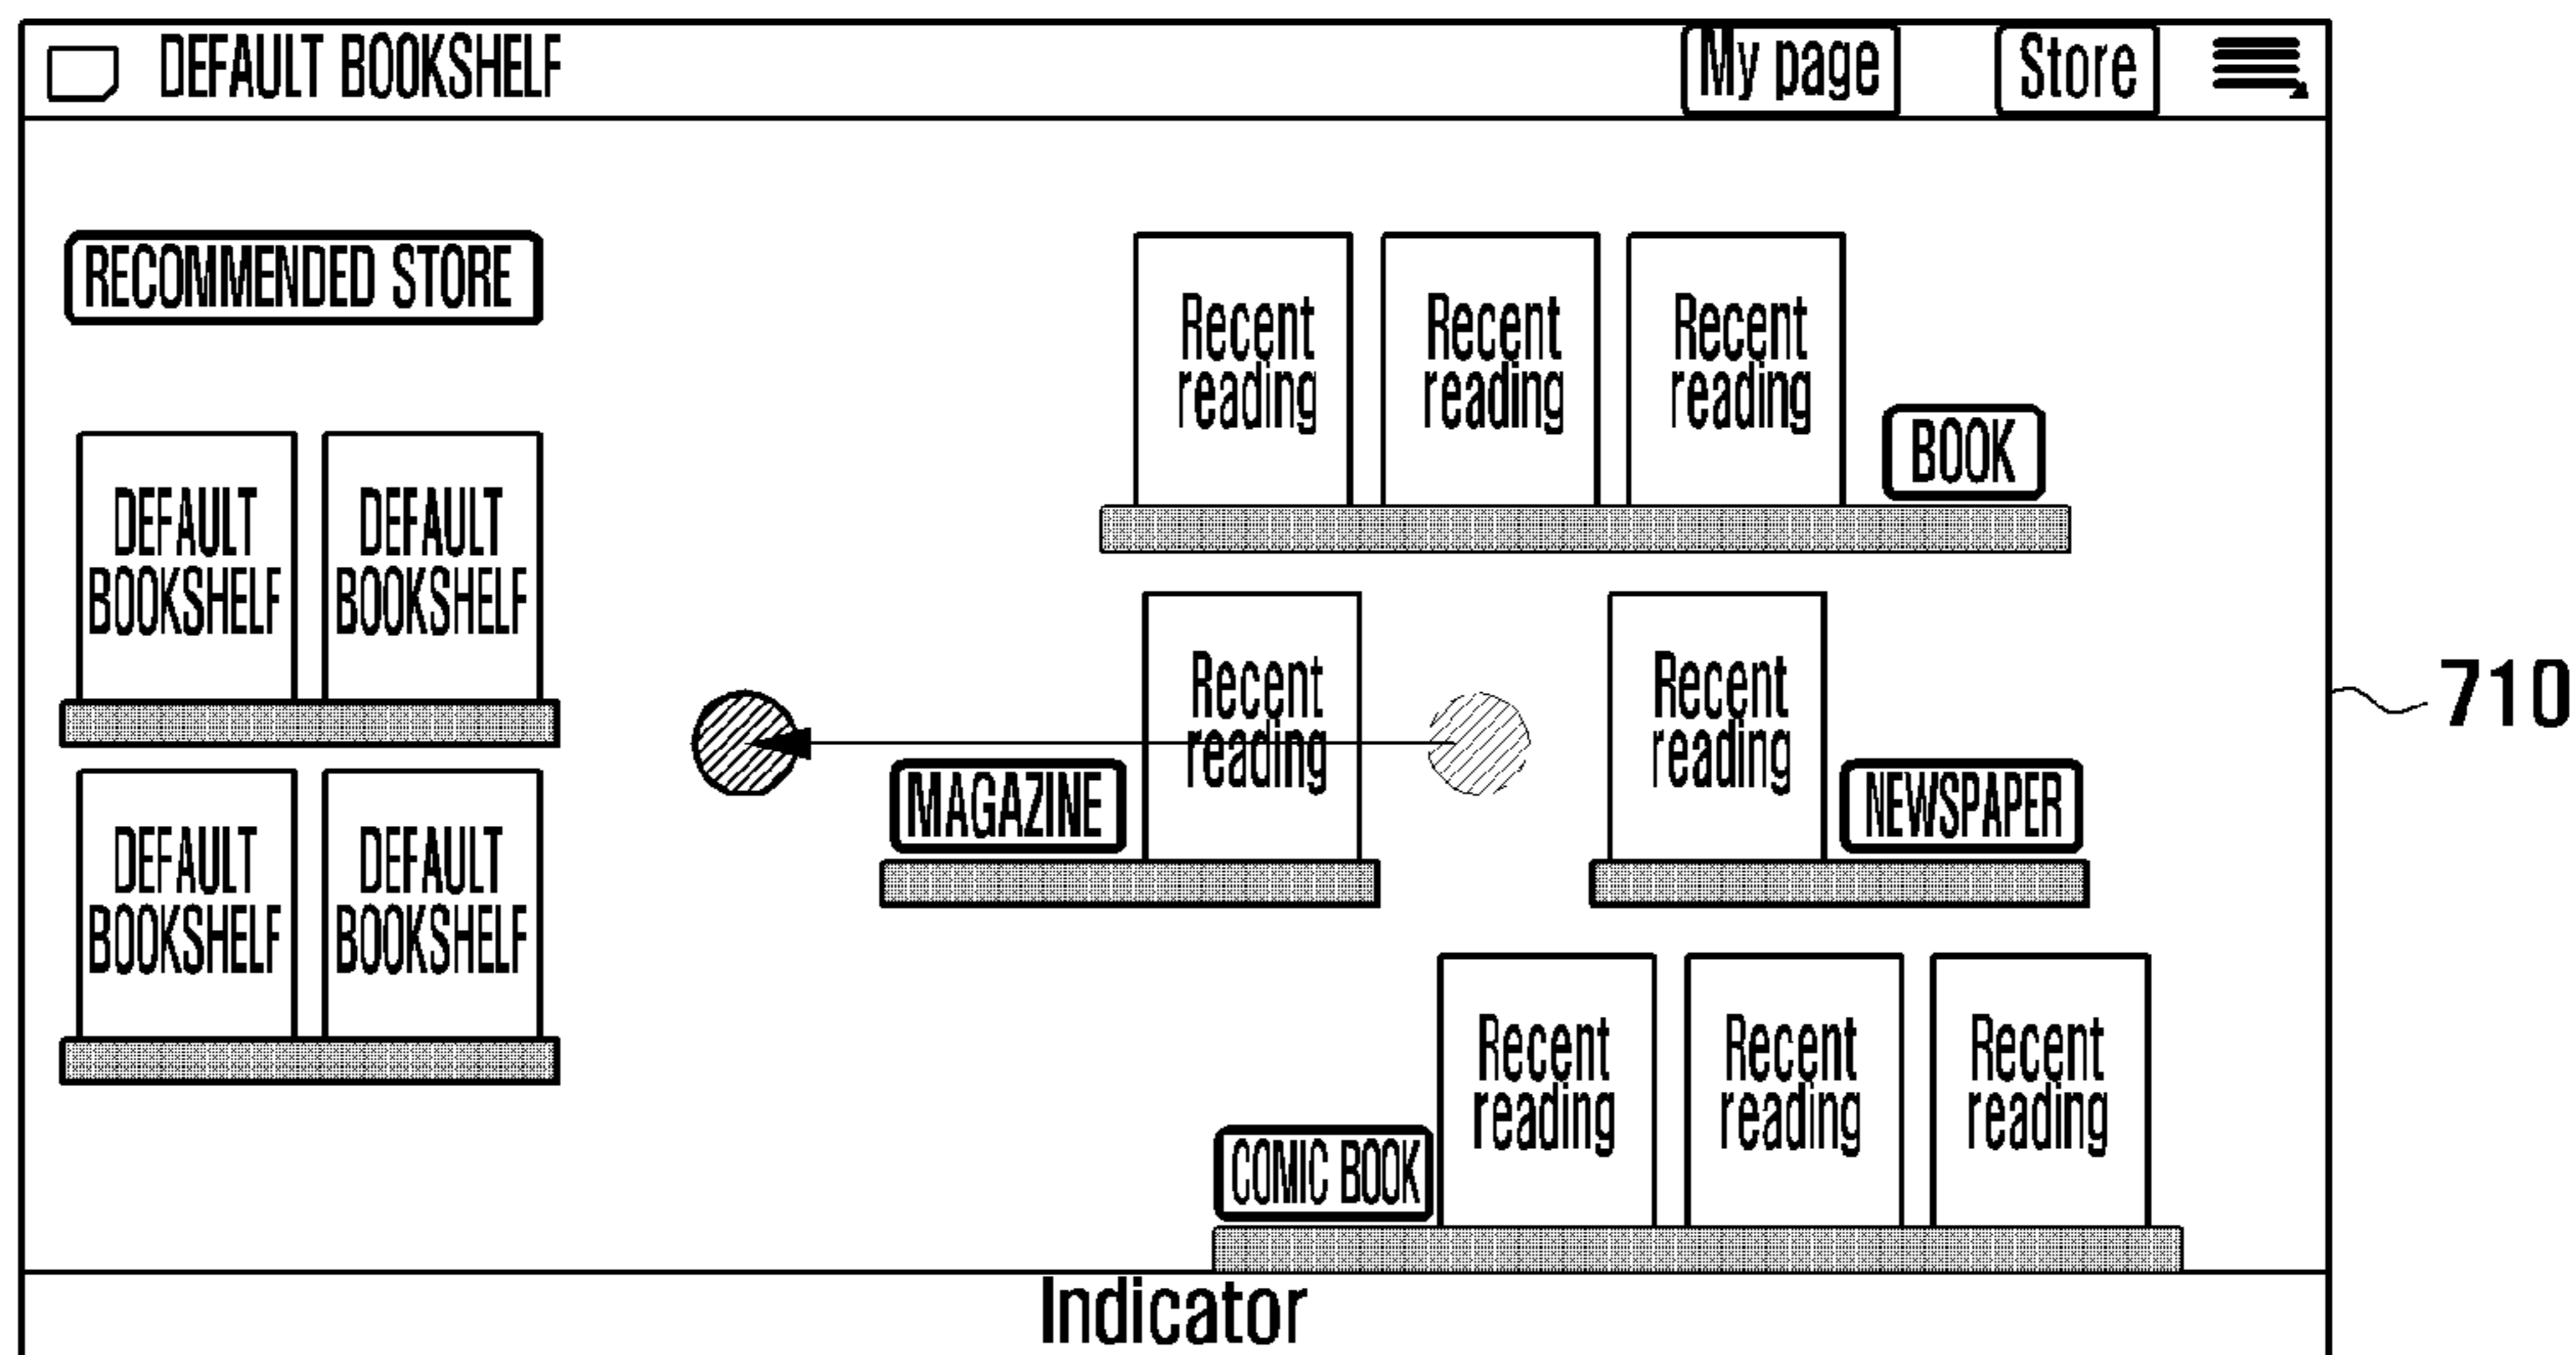 DEFAULT BOOKSHELF
My page
Store
RECOMMENDED STORE
DEFAULT
BOOKSHELF
DEFAULT
BOOKSHELF
DEFAULT
BOOKSHELF
DEFAULT
BOOKSHELF
Recent
reading
Recent
reading
Recent
reading
BOOK
MAGAZINE
Recent
reading
Recent
reading
NEWSPAPER
COMIC BOOK
Recent
reading
Recent
reading
Recent
reading
Indicator
710